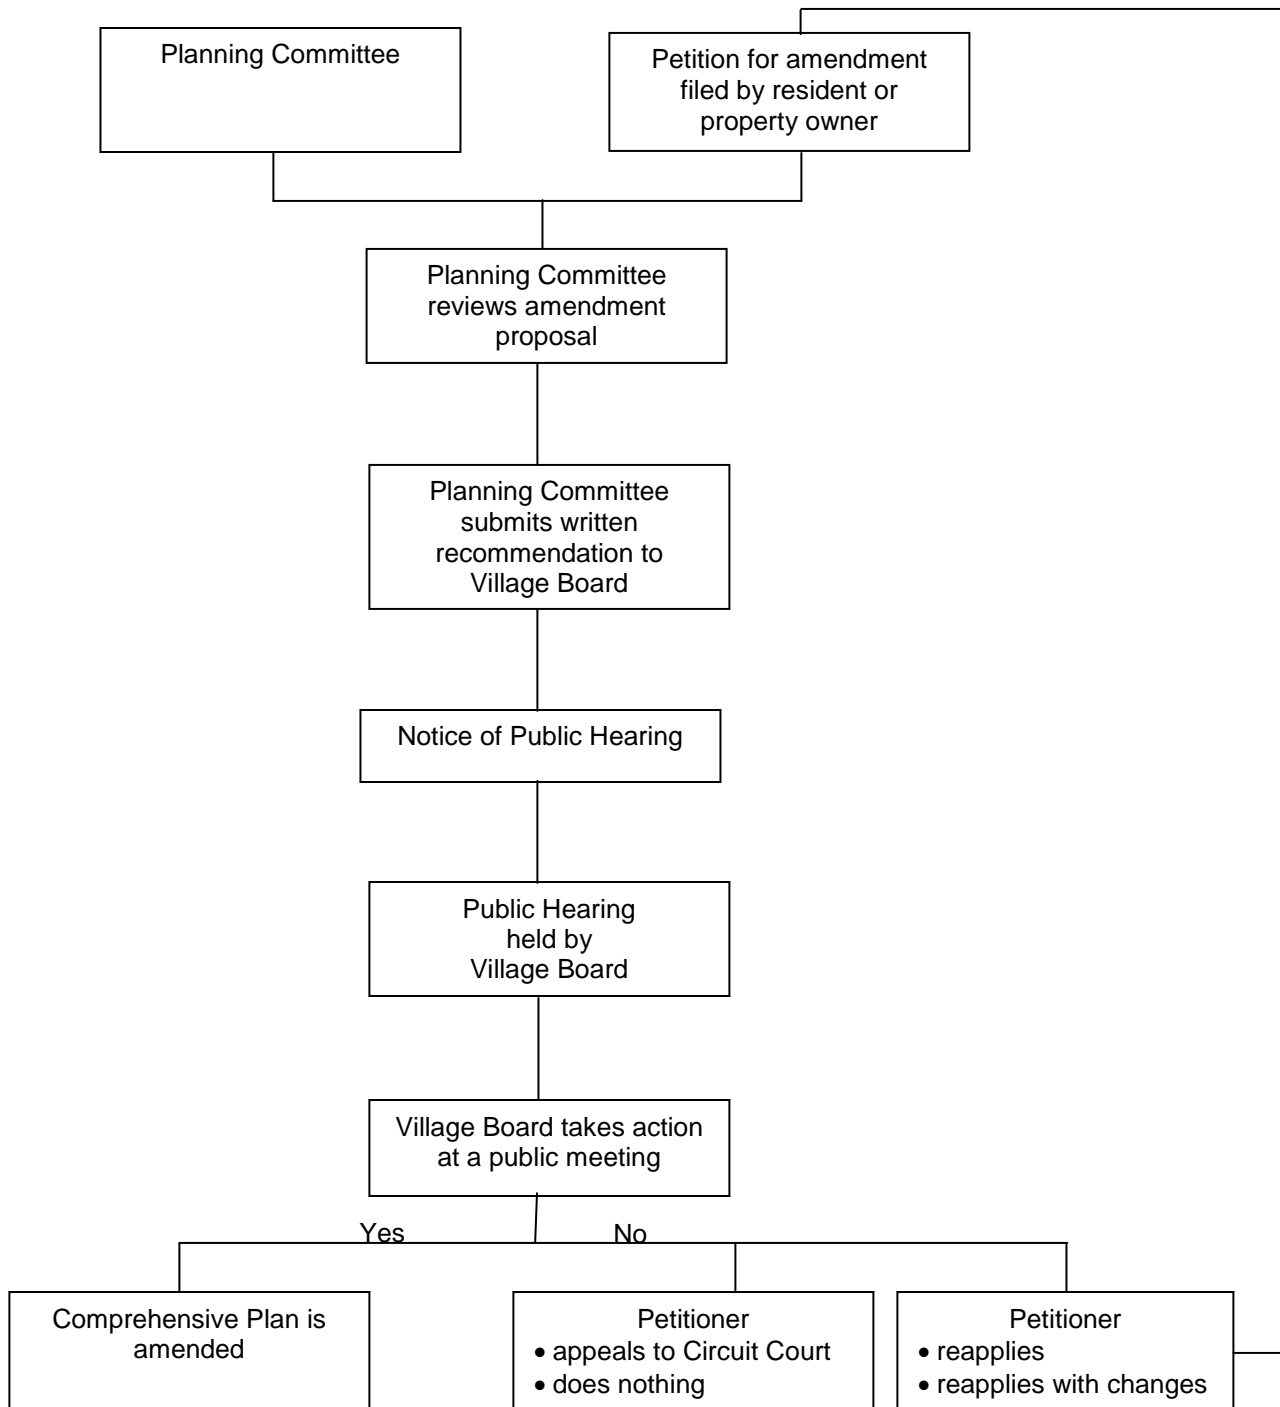 Planning Committee
Petition for amendment
filed by resident or
property owner
Planning Committee
reviews amendment
proposal
Planning Committee
submits written
recommendation to
Village Board
Notice of Public Hearing
Public Hearing
held by
Village Board
Village Board takes action
at a public meeting
Yes
No
Comprehensive Plan is
amended
Petitioner
• appeals to Circuit Court
• does nothing
Petitioner
• reapplies
• reapplies with changes